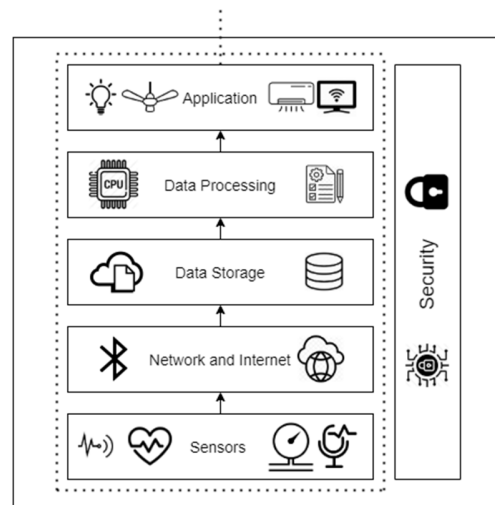 Application
CPU
Data Processing
Data Storage
Network and Internet
Sensors
Security